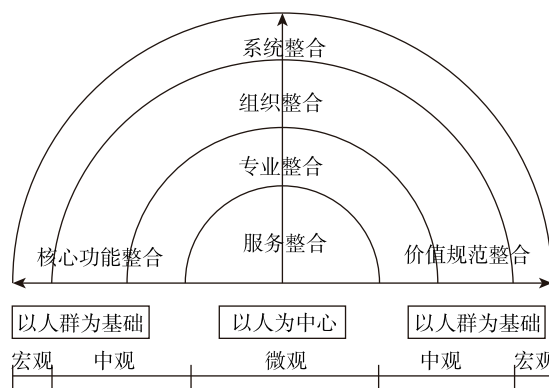 系统整合
组织整合
专业整合
服务整合
核心功能整合 价值规范整合
以人群为基础 以人为中心 以人群为基础
宏观 中观 微观 中观 宏观